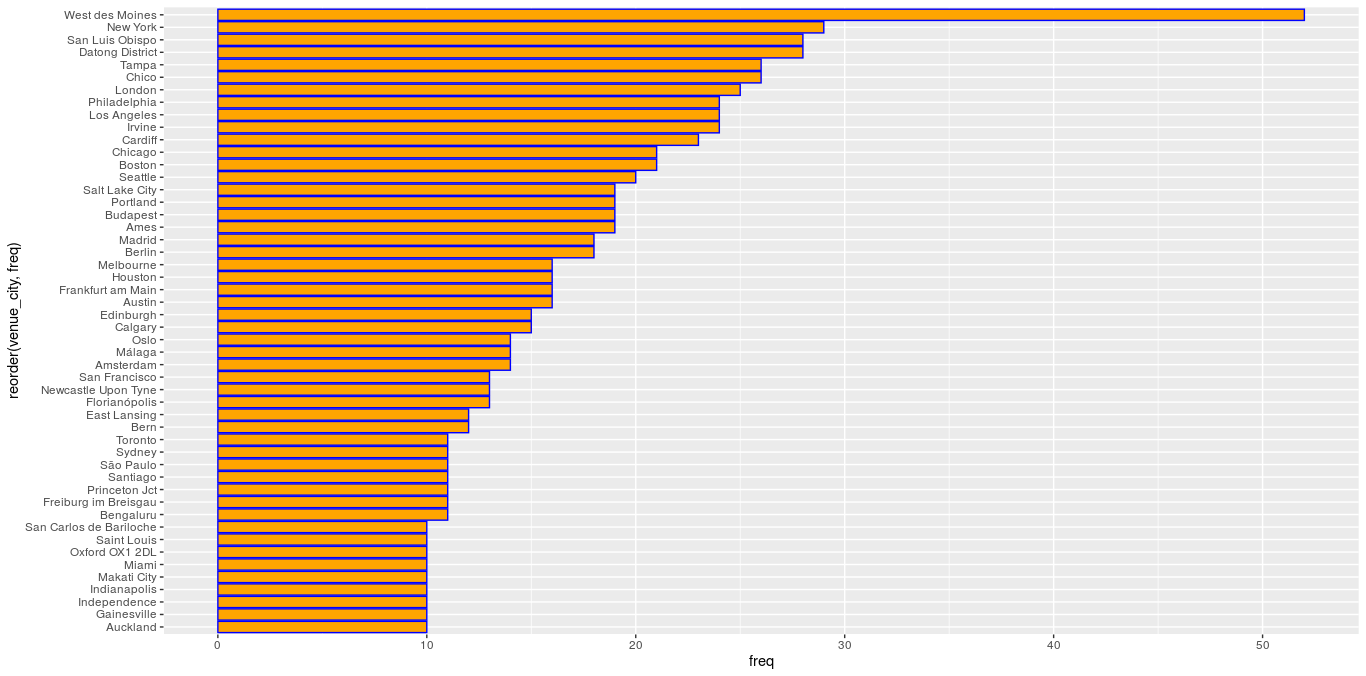 West des Moines
New York
San Luis Obispo
Datong District
Tampa
Chico
London
Philadelphia
Los Angeles
Irvine
Cardiff
Chicago
Boston
Seattle
Salt Lake City
Portland
Budapest
Ames
Madrid
Berlin
Melbourne
Houston
Frankfurt am Main
Austin
Edinburgh
Calgary
Oslo
Málaga
Amsterdam
San Francisco
Newcastle Upon Tyne
Florianópolis
East Lansing
Bern
Toronto
Sydney
São Paulo
Santiago
Princeton Jct
Freiburg im Breisgau
Bengaluru
San Carlos de Bariloche
Saint Louis
Oxford OX1 2DL
Miami
Makati City
Indianapolis
Independence
Gainesville
Auckland
reorder(venue_city, freq)
0 10 20 30 40 50
freq